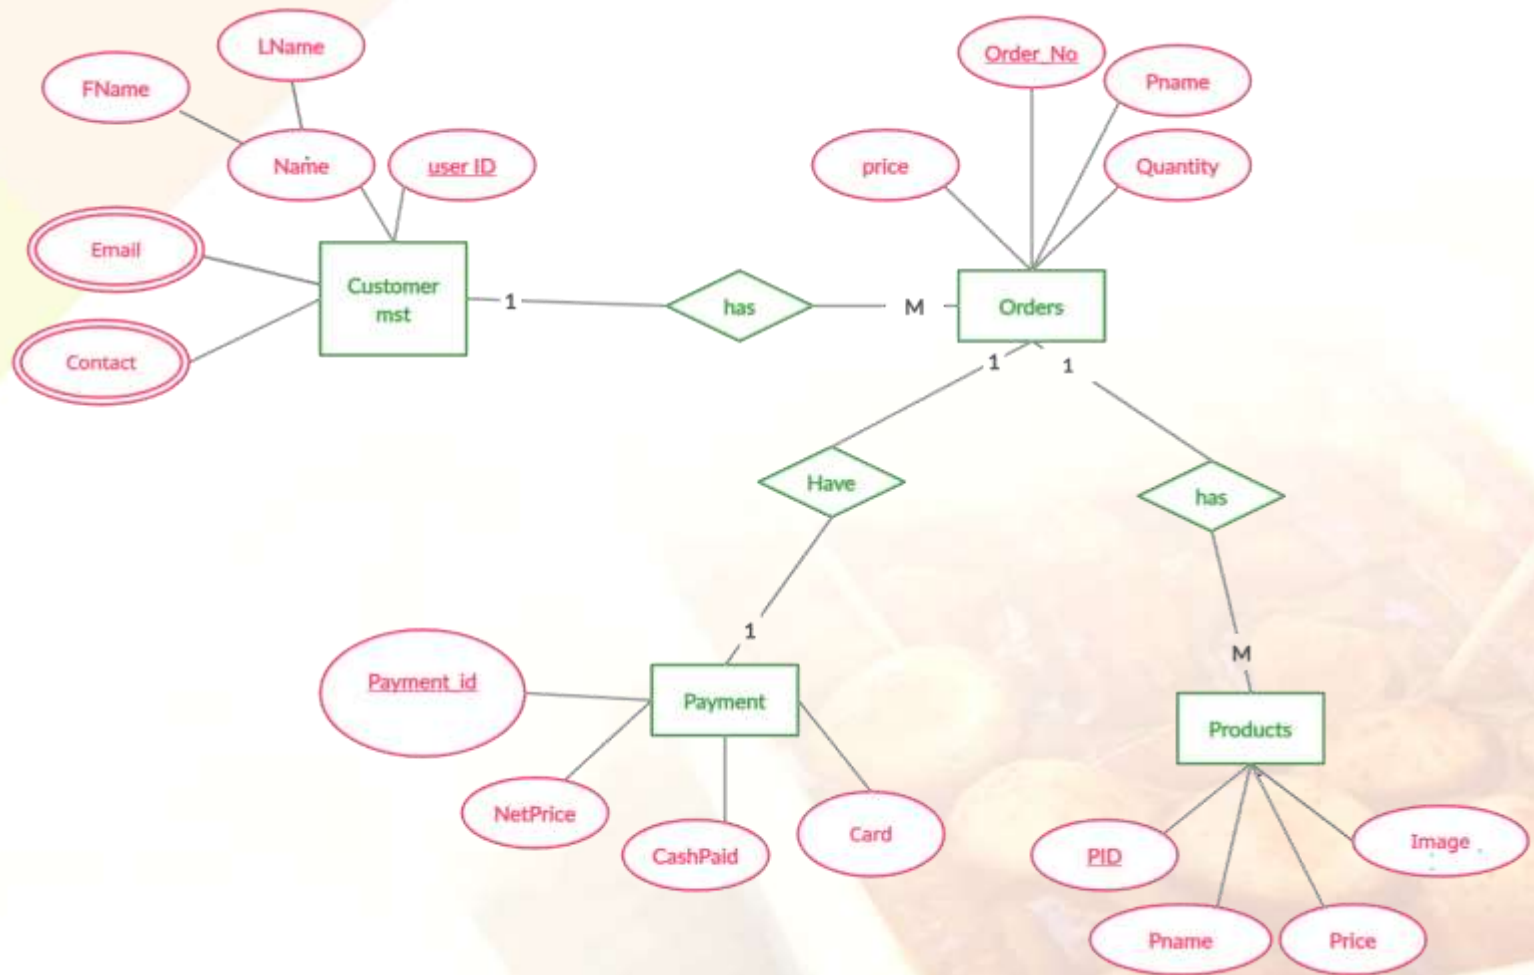 LName
FName
Name
user ID
Email
Contact
Customer
mst
1
has
M
Order_No
Pname
price
Quantity
Orders
1
1
Have
has
1
M
Payment_id
Payment
NetPrice
CashPaid
Card
Products
PID
Image
Pname
Price